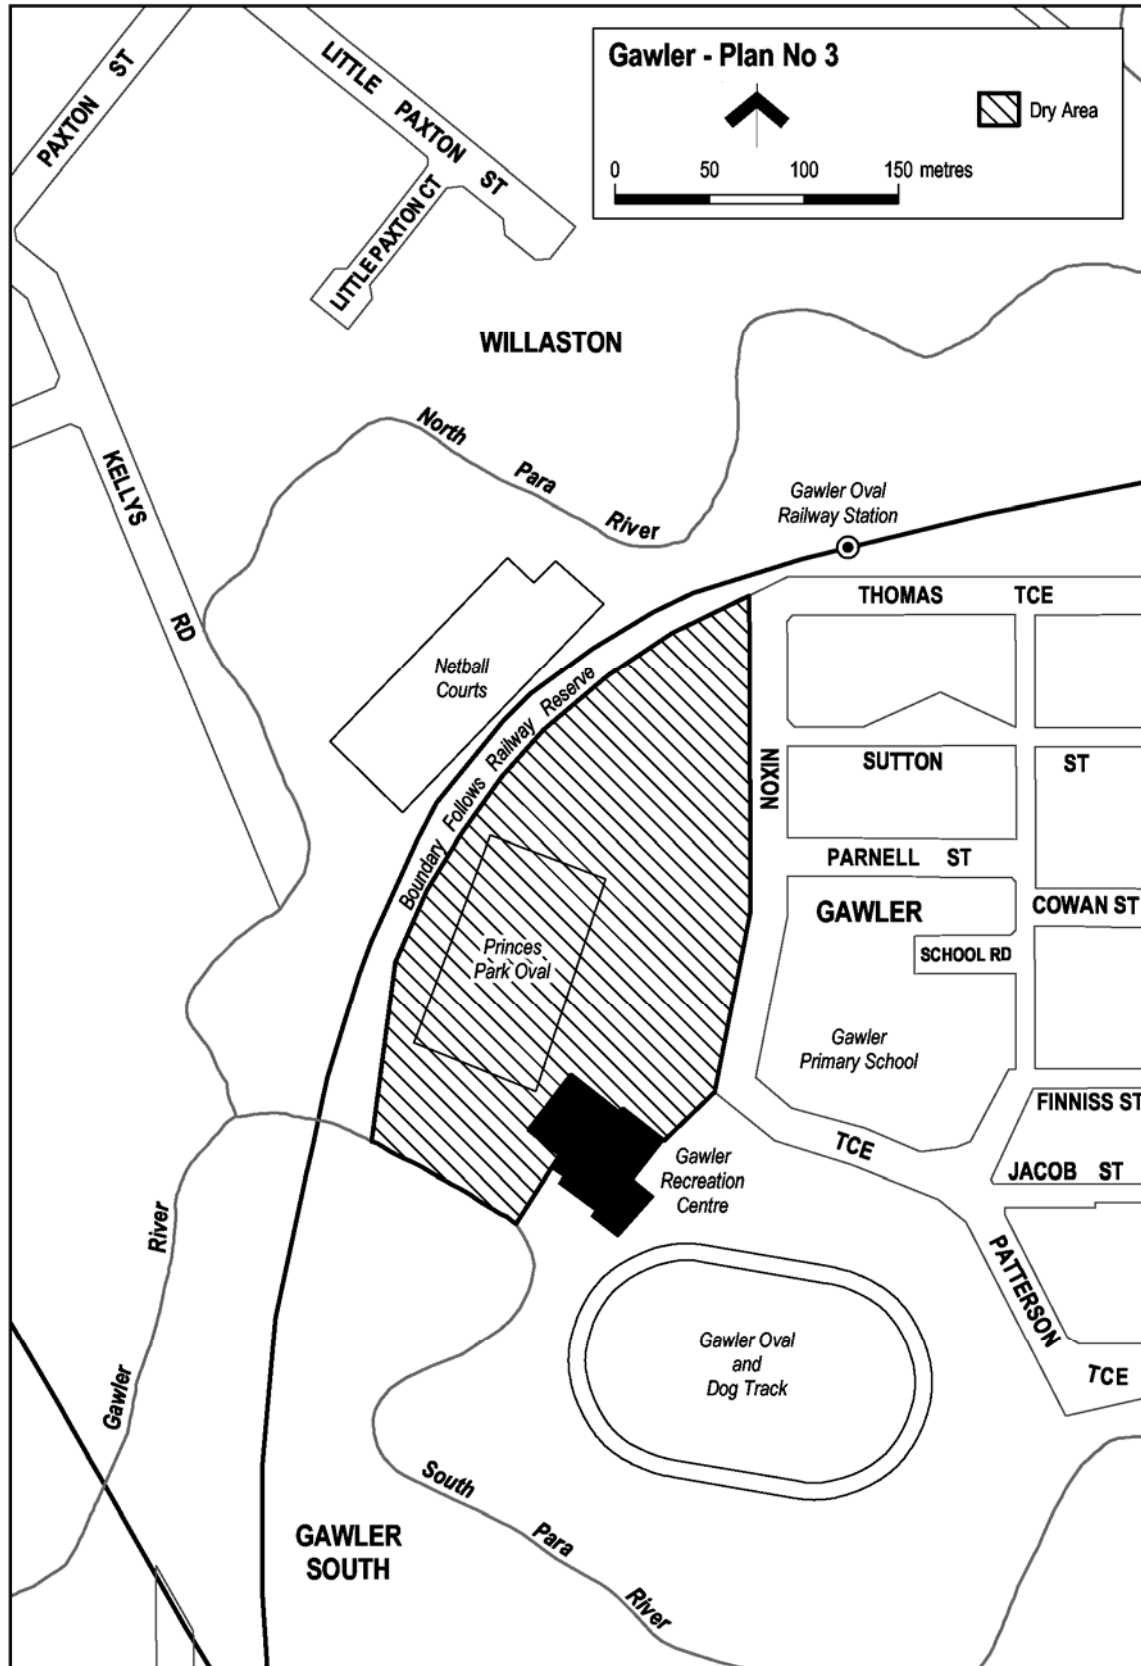 Gawler - Plan No 3
Dry Area
0 50 100 150 metres
PAXTON ST
LITTLE PAXTON ST
LITTLE PAXTON CT
WILLASTON
North Para River
KELLYS RD
Gawler Oval
Railway Station
THOMAS TCE
Netball
Courts
Boundary Follows Railway Reserve
NIXON
SUTTON ST
PARNELL ST
GAWLER
COWAN ST
SCHOOL RD
Princes
Park Oval
Gawler
Primary School
FINNISS ST
TCE
JACOB ST
Gawler
Recreation
Centre
PATTERSON
TCE
Gawler River
Gawler Oval
and
Dog Track
South Para River
GAWLER
SOUTH